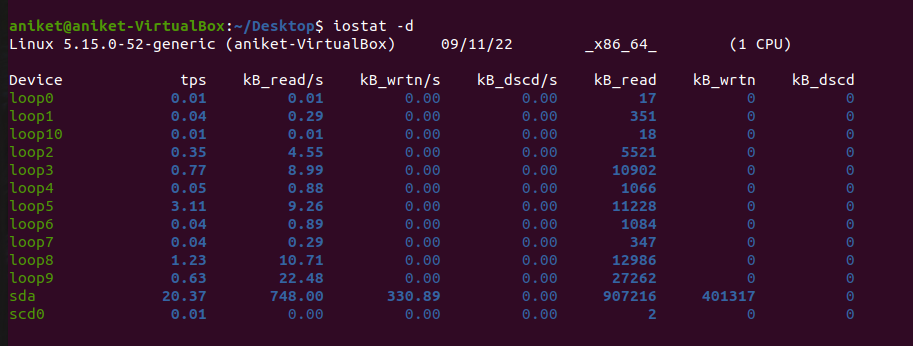 aniket@aniket-VirtualBox:~/Desktop$ iostat -d
Linux 5.15.0-52-generic (aniket-VirtualBox) 09/11/22 _x86_64_ (1 CPU)
Device tps kB_read/s kB_wrtn/s kB_dscd/s kB_read kB_wrtn kB_dscd
loop0 0.01 0.01 0.00 0.00 17 0 0
loop1 0.04 0.29 0.00 0.00 351 0 0
loop10 0.01 0.01 0.00 0.00 18 0 0
loop2 0.35 4.55 0.00 0.00 5521 0 0
loop3 0.77 8.99 0.00 0.00 10902 0 0
loop4 0.05 0.88 0.00 0.00 1066 0 0
loop5 3.11 9.26 0.00 0.00 11228 0 0
loop6 0.04 0.89 0.00 0.00 1084 0 0
loop7 0.04 0.29 0.00 0.00 347 0 0
loop8 1.23 10.71 0.00 0.00 12986 0 0
loop9 0.63 22.48 0.00 0.00 27262 0 0
sda 20.37 748.00 330.89 0.00 907216 401317 0
scd0 0.01 0.00 0.00 0.00 2 0 0